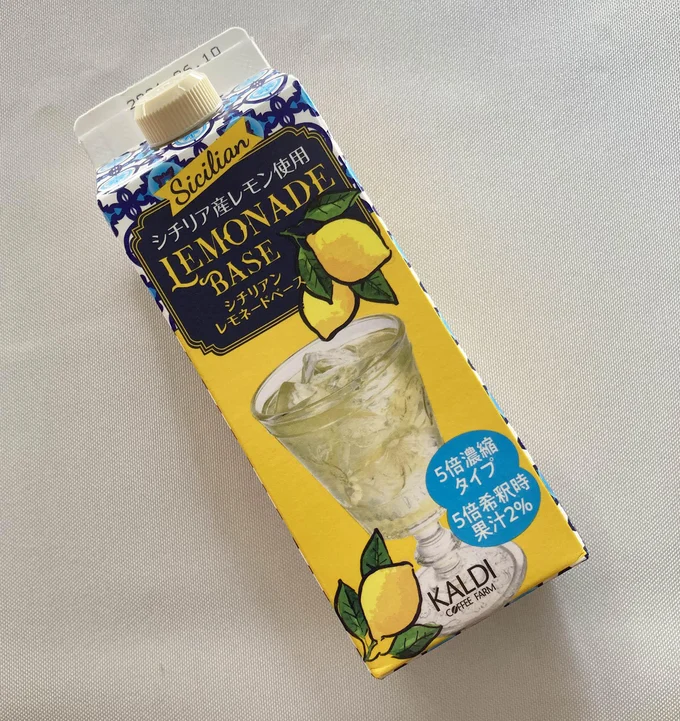 Sicilian
シチリア産レモン使用
LEMONADE
BASE
シチリアン
レモネードベース
5倍濃縮
タイプ
5倍希釈時
果汁2%
KALDI
COFFEE FARM